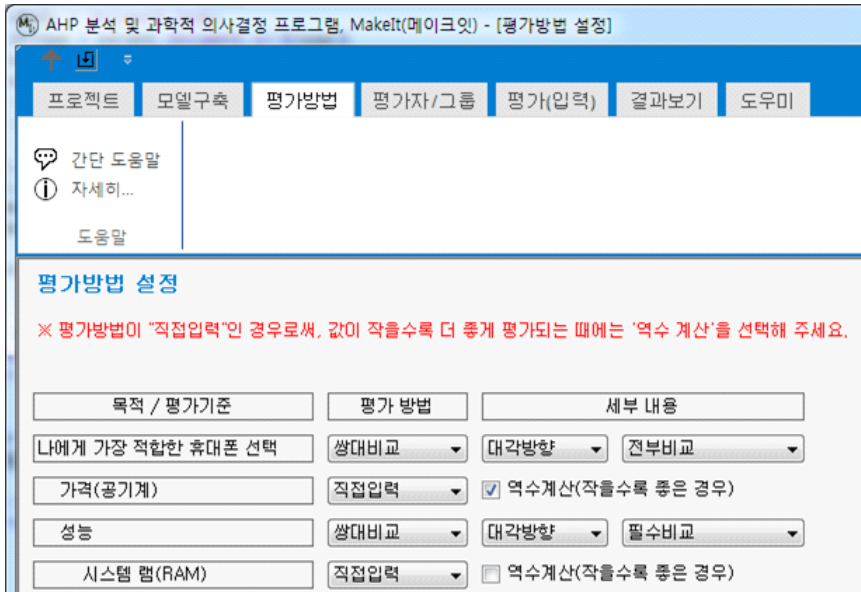 AHP 분석 및 과학적 의사결정 프로그램, MakeIt(메이크잇) - [평가방법 설정]
프로젝트 모델구축 평가방법 평가자/그룹 평가(입력) 결과보기 도우미
간단 도움말
자세히...
도움말
평가방법 설정
※ 평가방법이 "직접입력"인 경우로써, 값이 작을수록 더 좋게 평가되는 때에는 '역수 계산'을 선택해 주세요.
목적 / 평가기준 평가 방법 세부 내용
나에게 가장 적합한 휴대폰 선택 쌍대비교 대각방향 전부비교
가격(공기계) 직접입력 역수계산(작을수록 좋은 경우)
성능 쌍대비교 대각방향 필수비교
시스템 램(RAM) 직접입력 역수계산(작을수록 좋은 경우)